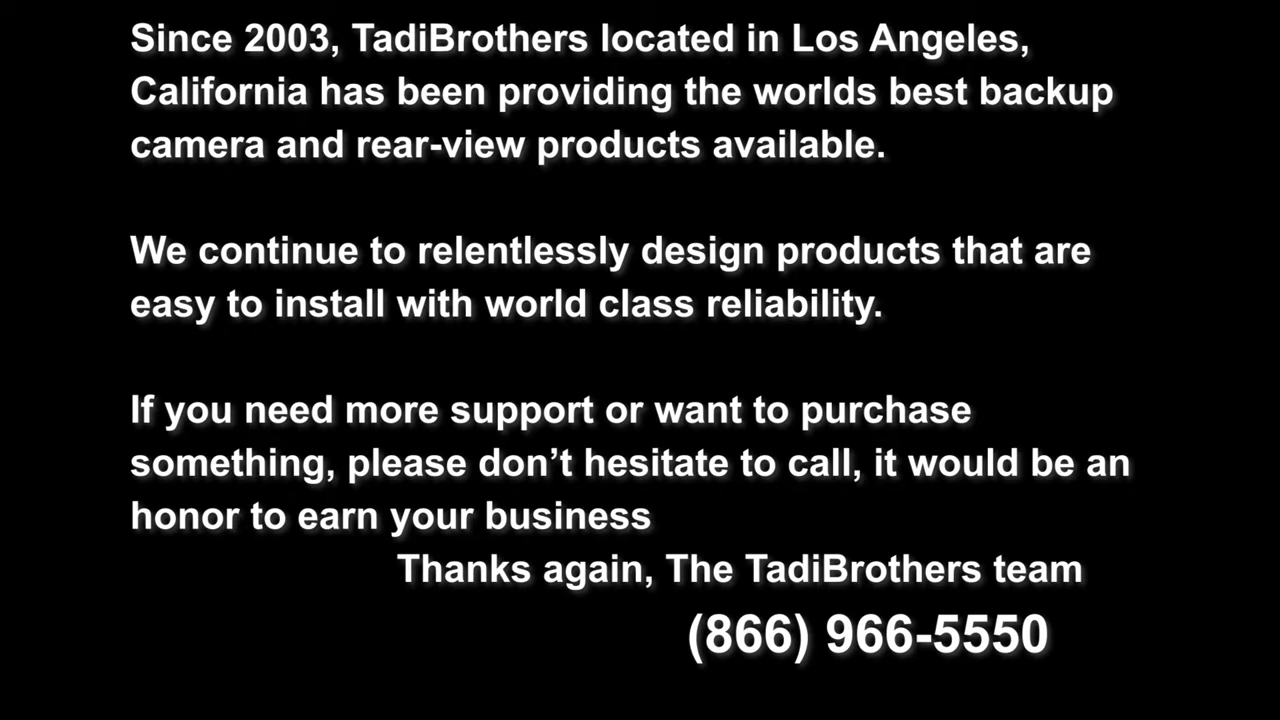 Since 2003, TadiBrothers located in Los Angeles,
California has been providing the worlds best backup
camera and rear-view products available.
We continue to relentlessly design products that are
easy to install with world class reliability.
If you need more support or want to purchase
something, please don’t hesitate to call, it would be an
honor to earn your business
Thanks again, The TadiBrothers team
(866) 966-5550